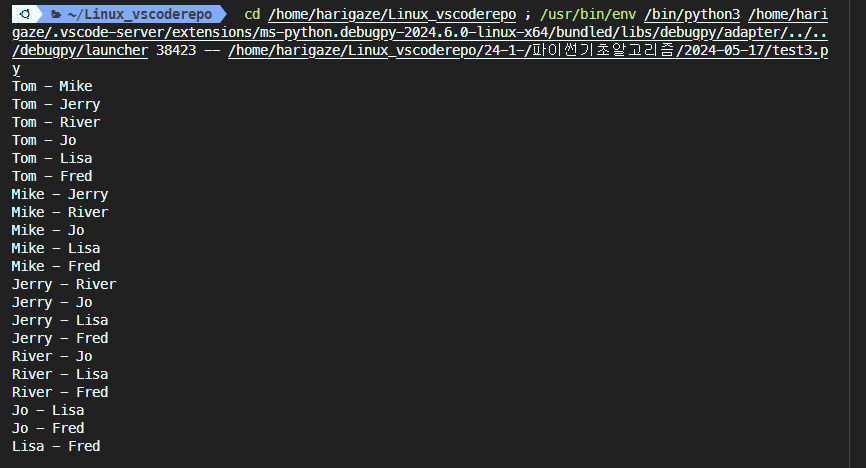 ~/Linux_vscoderepo cd /home/harigaze/Linux_vscoderepo ; /usr/bin/env /bin/python3 /home/hari
gaze/.vscode-server/extensions/ms-python.debugpy-2024.6.0-linux-x64/bundled/libs/debugpy/adapter/../..
/debugpy/launcher 38423 -- /home/harigaze/Linux_vscoderepo/24-1-/파이썬기초알고리즘/2024-05-17/test3.p
y
Tom - Mike
Tom - Jerry
Tom - River
Tom - Jo
Tom - Lisa
Tom - Fred
Mike - Jerry
Mike - River
Mike - Jo
Mike - Lisa
Mike - Fred
Jerry - River
Jerry - Jo
Jerry - Lisa
Jerry - Fred
River - Jo
River - Lisa
River - Fred
Jo - Lisa
Jo - Fred
Lisa - Fred